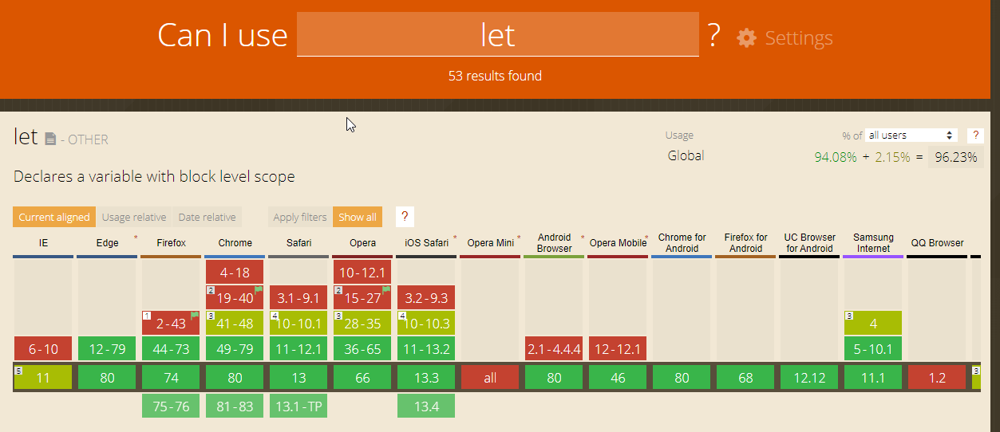 Can I use let ? Settings
53 results found
let - OTHER
Usage % of all users ?
Global 94.08% + 2.15% = 96.23%
Declares a variable with block level scope
Current aligned Usage relative Date relative Apply filters Show all ?
IE Edge * Firefox Chrome Safari Opera iOS Safari * Opera Mini * Android Browser * Opera Mobile * Chrome for Android Firefox for Android UC Browser for Android Samsung Internet QQ Browser
4-18 10-12.1
2 19-40 3.1-9.1 2 15-27 3.2-9.3
1 2-43 3 41-48 4 10-10.1 3 28-35 4 10-10.3 3 4
6-10 12-79 44-73 49-79 11-12.1 36-65 11-13.2 2.1-4.4.4 12-12.1 5-10.1
5 11 80 74 80 13 66 13.3 all 80 46 80 68 12.12 11.1 1.2 3
75-76 81-83 13.1-TP 13.4